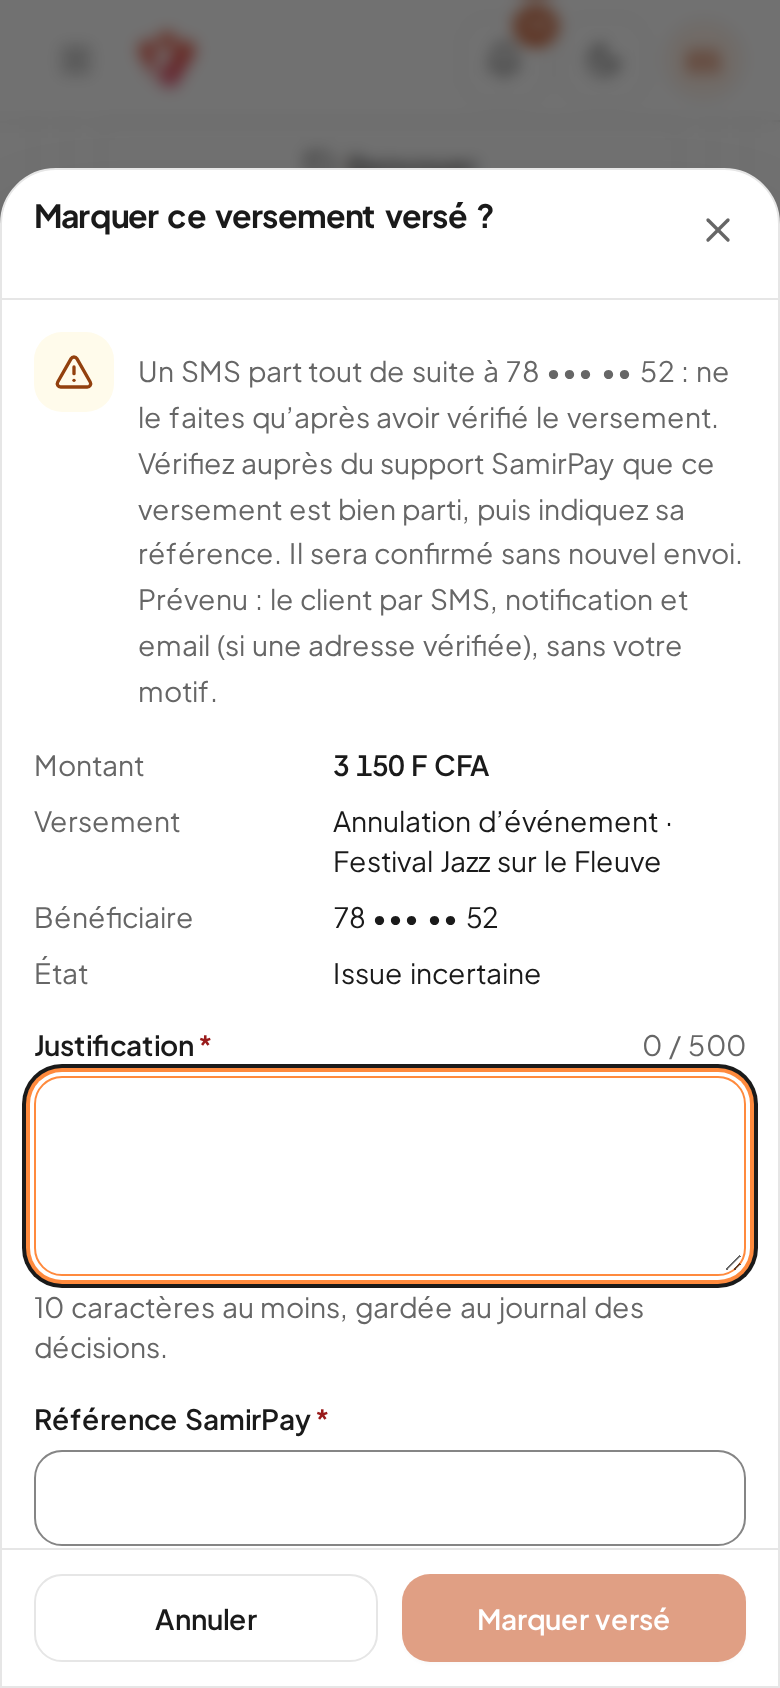 Marquer ce versement versé ?
Un SMS part tout de suite à 78 ••• •• 52 : ne
le faites qu’après avoir vérifié le versement.
Vérifiez auprès du support SamirPay que ce
versement est bien parti, puis indiquez sa
référence. Il sera confirmé sans nouvel envoi.
Prévenu : le client par SMS, notification et
email (si une adresse vérifiée), sans votre
motif.
Montant 3 150 F CFA
Versement Annulation d’événement ·
Festival Jazz sur le Fleuve
Bénéficiaire 78 ••• •• 52
État Issue incertaine
Justification * 0 / 500
10 caractères au moins, gardée au journal des
décisions.
Référence SamirPay *
Annuler Marquer versé